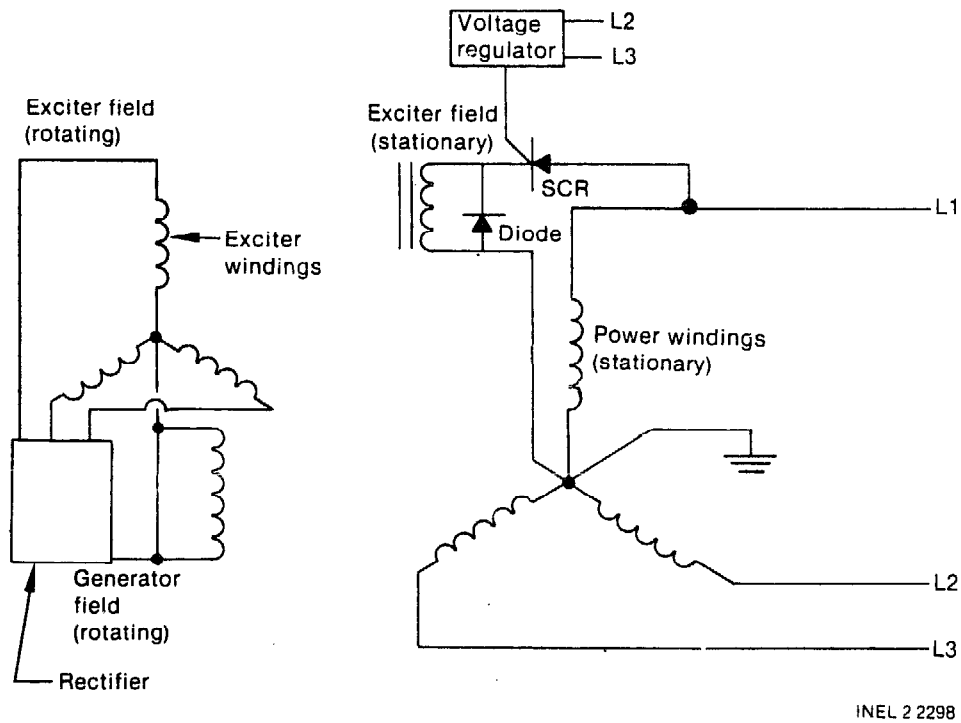 Voltage
regulator
L2
L3
Exciter field
(rotating)
Exciter field
(stationary)
SCR
L1
Diode
Exciter
windings
Power windings
(stationary)
Generator
field
(rotating)
L2
L3
Rectifier
INEL 2 2298